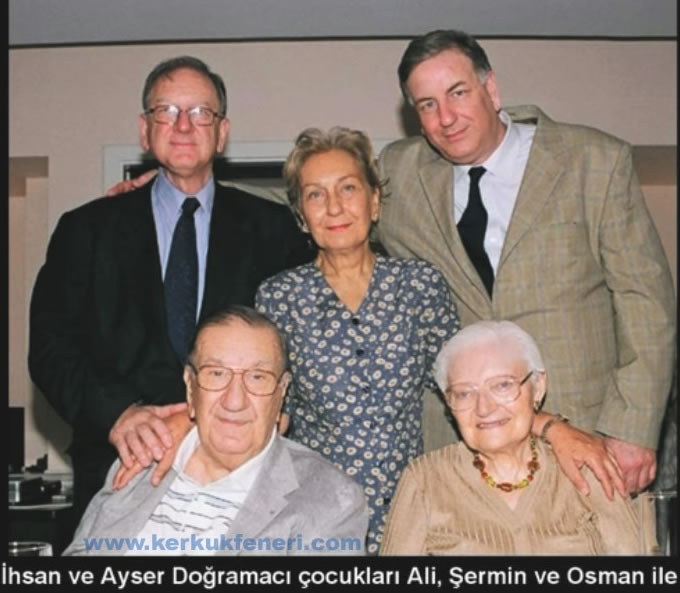 www.kerkukfeneri.com
İhsan ve Ayser Doğramacı çocukları Ali, Şermin ve Osman ile